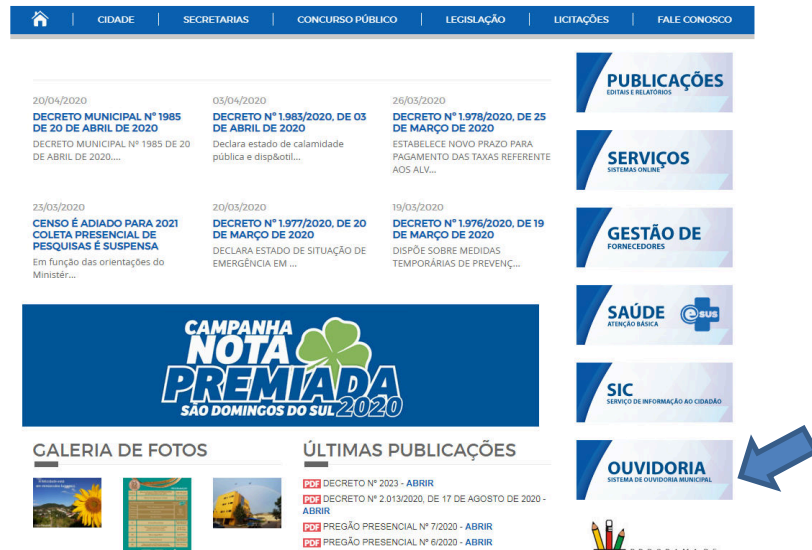 CIDADE
SECRETARIAS
CONCURSO PÚBLICO
LEGISLAÇÃO
LICITAÇÕES
FALE CONOSCO
20/04/2020
DECRETO MUNICIPAL Nº 1985
DE 20 DE ABRIL DE 2020
DECRETO MUNICIPAL Nº 1985 DE 20
DE ABRIL DE 2020....
03/04/2020
DECRETO Nº 1.983/2020, DE 03
DE ABRIL DE 2020
Declara estado de calamidade
pública e disp&otil...
26/03/2020
DECRETO Nº 1.978/2020, DE 25
DE MARÇO DE 2020
ESTABELECE NOVO PRAZO PARA
PAGAMENTO DAS TAXAS REFERENTE
AOS ALV...
23/03/2020
CENSO É ADIADO PARA 2021
COLETA PRESENCIAL DE
PESQUISAS É SUSPENSA
Em função das orientações do
Ministér...
20/03/2020
DECRETO Nº 1.977/2020, DE 20
DE MARÇO DE 2020
DECLARA ESTADO DE SITUAÇÃO DE
EMERGÊNCIA EM ...
19/03/2020
DECRETO Nº 1.976/2020, DE 19
DE MARÇO DE 2020
DISPÕE SOBRE MEDIDAS
TEMPORÁRIAS DE PREVENÇ...
CAMPANHA
NOTA
PREMIADA
SÃO DOMINGOS DO SUL 2020
GALERIA DE FOTOS
ÚLTIMAS PUBLICAÇÕES
PDF DECRETO Nº 2023 - ABRIR
PDF DECRETO Nº 2.013/2020, DE 17 DE AGOSTO DE 2020 -
ABRIR
PDF PREGÃO PRESENCIAL Nº 7/2020 - ABRIR
PDF PREGÃO PRESENCIAL Nº 6/2020 - ABRIR
PUBLICAÇÕES
EDITAIS E RELATÓRIOS
SERVIÇOS
SISTEMAS ONLINE
GESTÃO DE
FORNECEDORES
SAÚDE
ATENÇÃO BÁSICA
esus
SIC
SERVIÇO DE INFORMAÇÃO AO CIDADÃO
OUVIDORIA
SISTEMA DE OUVIDORIA MUNICIPAL